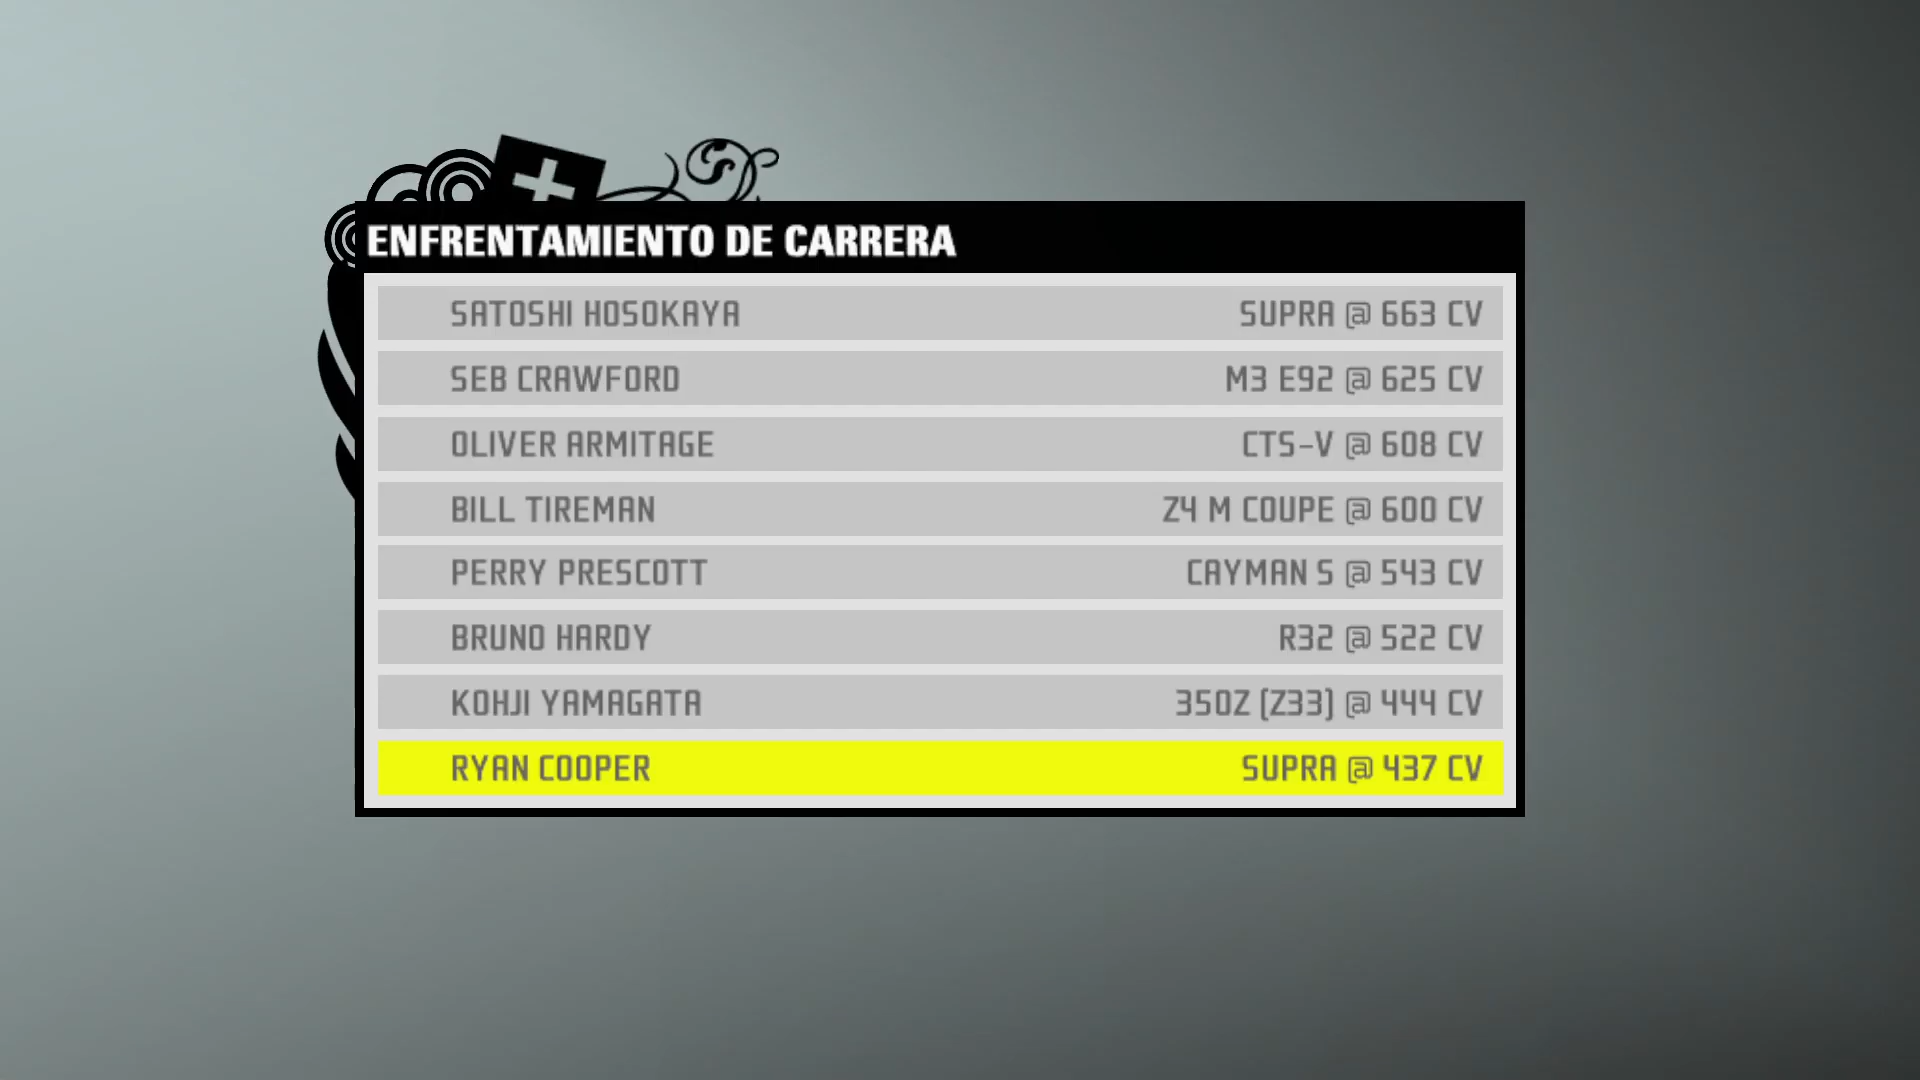 ENFRENTAMIENTO DE CARRERA
SATOSHI HOSOKAYA SUPRA @ 663 CV
SEB CRAWFORD M3 E92 @ 625 CV
OLIVER ARMITAGE CTS-V @ 608 CV
BILL TIREMAN Z4 M COUPE @ 600 CV
PERRY PRESCOTT CAYMAN S @ 543 CV
BRUNO HARDY R32 @ 522 CV
KOHJI YAMAGATA 350Z (Z33) @ 444 CV
RYAN COOPER SUPRA @ 437 CV